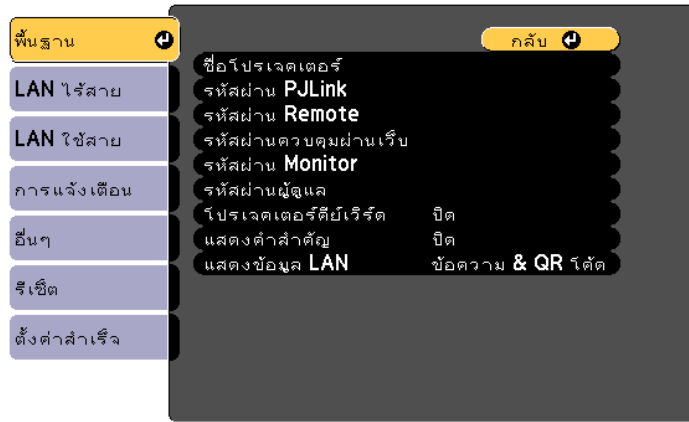 พื้นฐาน
LAN ไร้สาย
LAN ใช้สาย
การแจ้งเตือน
อื่นๆ
รีเซ็ต
ตั้งค่าสำเร็จ
กลับ
ชื่อโปรเจคเตอร์
รหัสผ่าน PJLink
รหัสผ่าน Remote
รหัสผ่านควบคุมผ่านเว็บ
รหัสผ่าน Monitor
รหัสผ่านผู้ดูแล
โปรเจคเตอร์คีย์เวิร์ด ปิด
แสดงคำสำคัญ ปิด
แสดงข้อมูล LAN ข้อความ & QR โค้ด